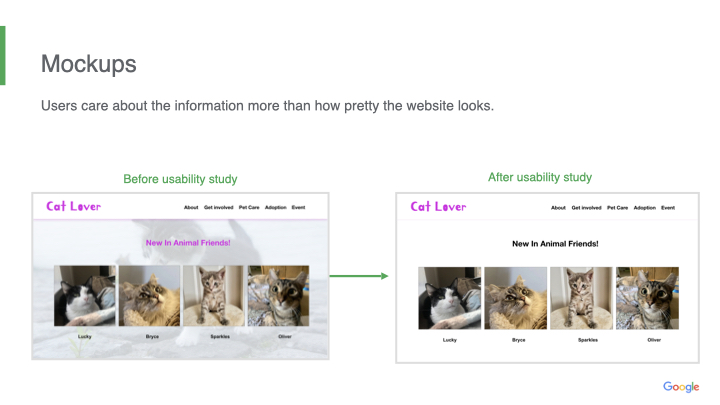 Mockups
Users care about the information more than how pretty the website looks.
Before usability study
Cat Lover
About Get involved Pet Care Adoption Event
New In Animal Friends!
Lucky Bryce Sparkles Oliver
After usability study
Cat Lover
About Get involved Pet Care Adoption Event
New In Animal Friends!
Lucky Bryce Sparkles Oliver
Google